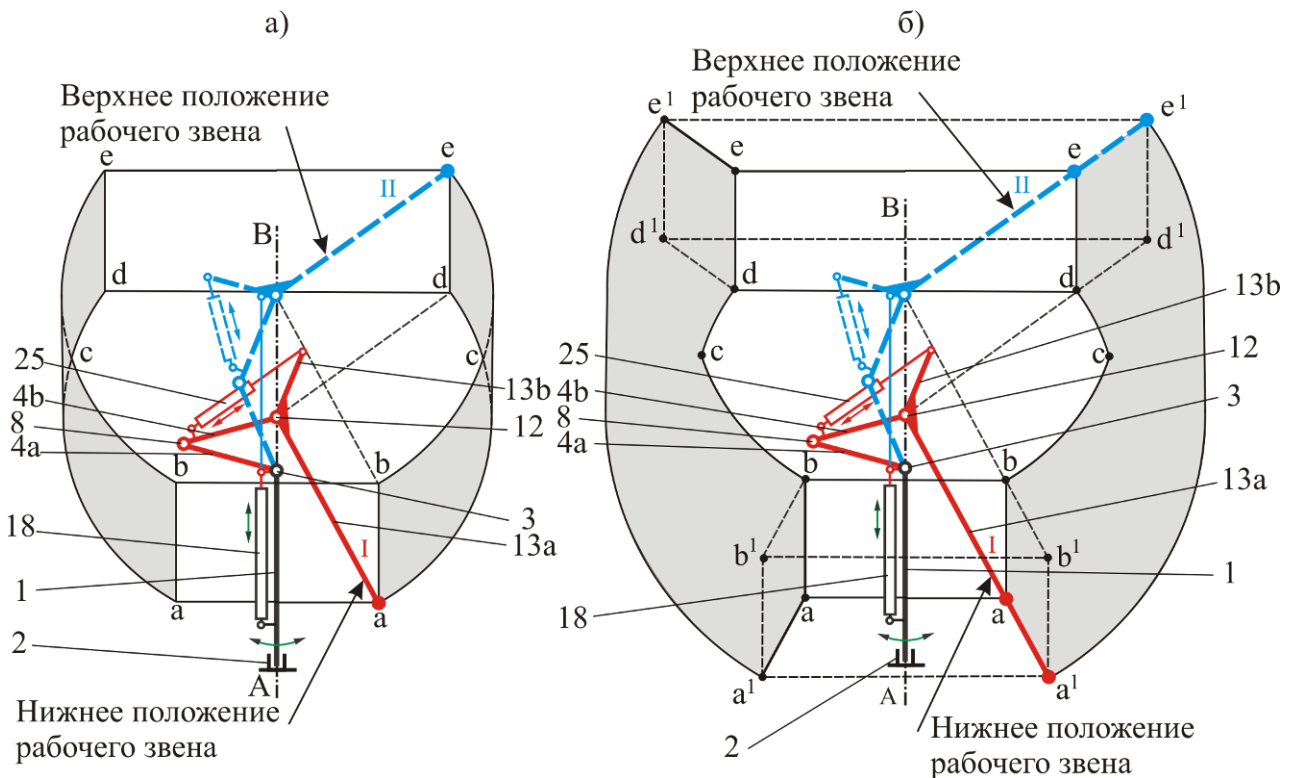 а)
Верхнее положение
рабочего звена
e
e
II
B
d
d
c
c
25
4b
8
4a
13b
12
b
b
3
18
13a
I
1
a
a
2
A
Нижнее положение
рабочего звена
б)
Верхнее положение
рабочего звена
e¹
e¹
e
e
II
B
d¹
d¹
d
d
13b
25
c
c
12
4b
8
3
4a
b
b
13a
I
b¹
b¹
1
18
a
a
a¹
a¹
A
2
Нижнее положение
рабочего звена